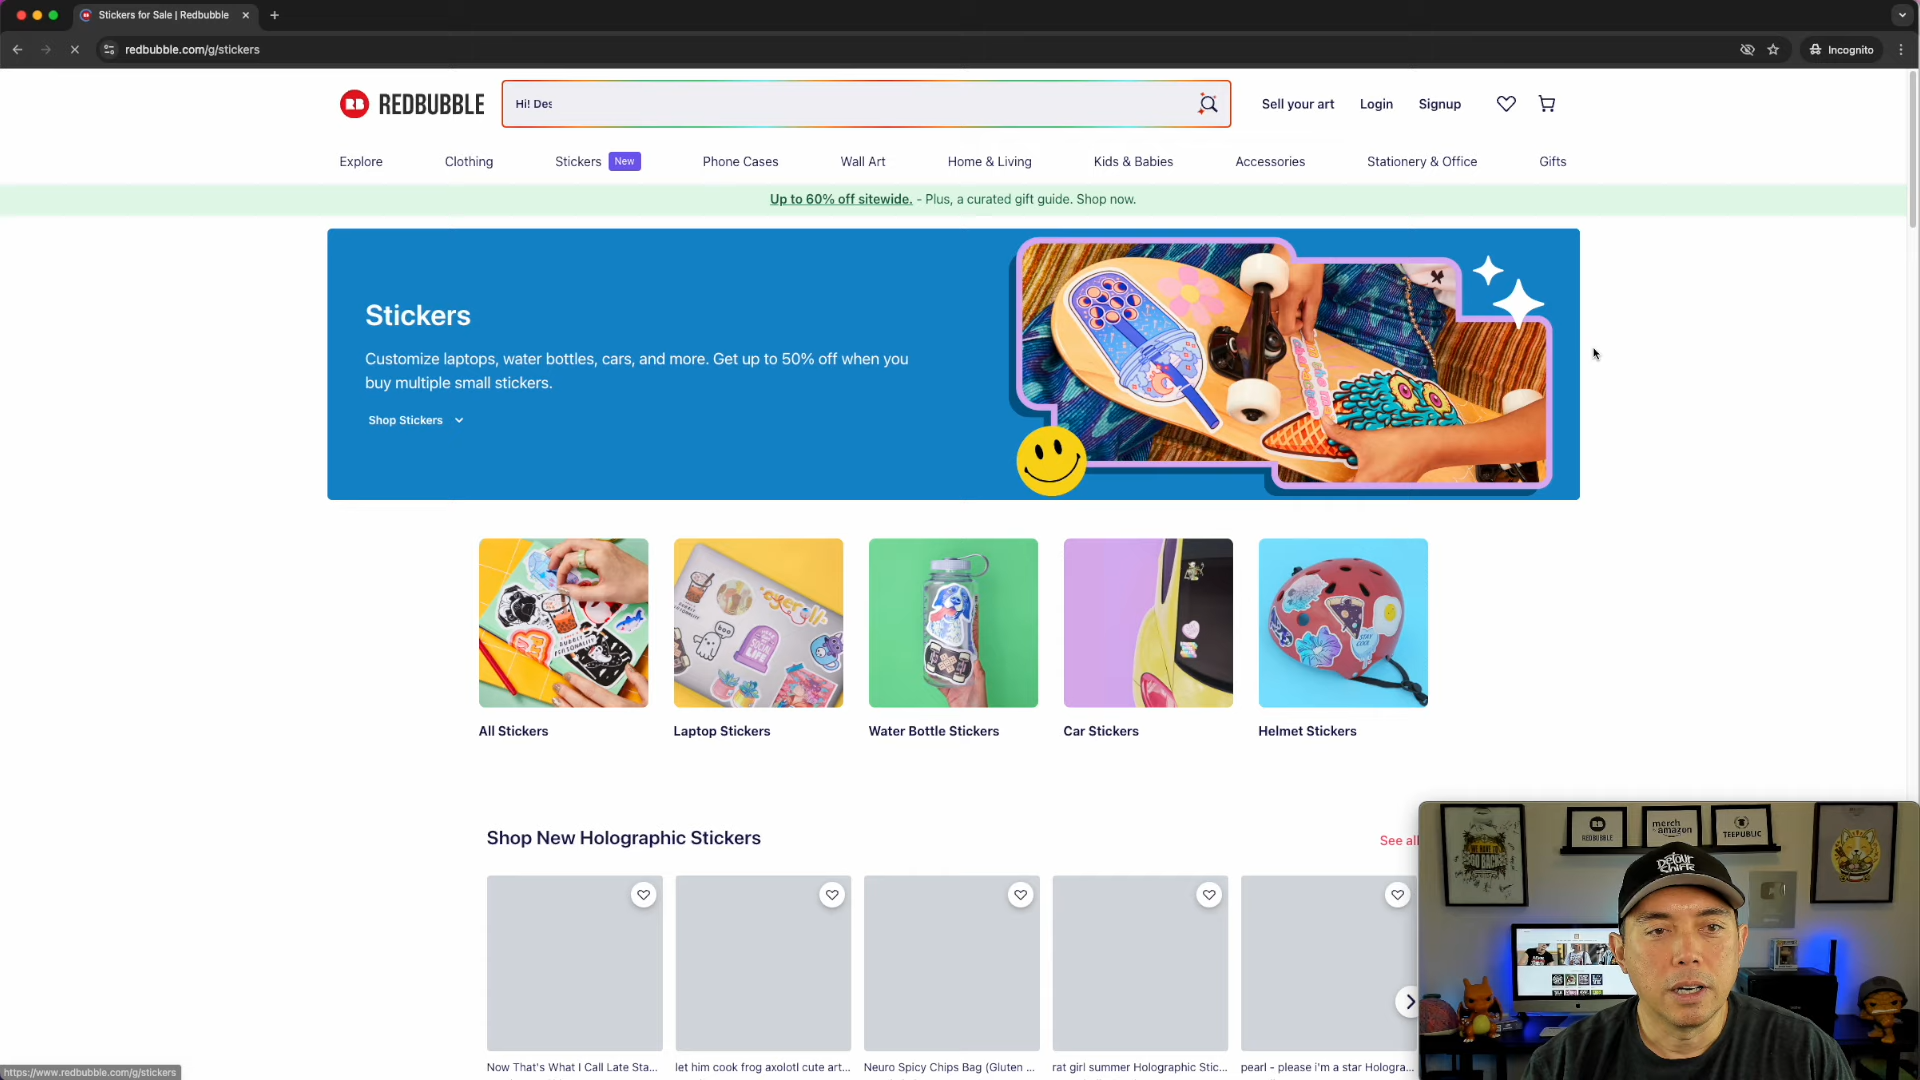 Stickers for Sale | Redbubble
redbubble.com/g/stickers
Incognito
RB REDBUBBLE
Hi! Des
Sell your art
Login
Signup
Explore
Clothing
Stickers New
Phone Cases
Wall Art
Home & Living
Kids & Babies
Accessories
Stationery & Office
Gifts
Up to 60% off sitewide. - Plus, a curated gift guide. Shop now.
Stickers
Customize laptops, water bottles, cars, and more. Get up to 50% off when you
buy multiple small stickers.
Shop Stickers
All Stickers
Laptop Stickers
Water Bottle Stickers
Car Stickers
Helmet Stickers
Shop New Holographic Stickers
See all
Now That's What I Call Late Sta...
let him cook frog axolotl cute art...
Neuro Spicy Chips Bag (Gluten ...
rat girl summer Holographic Stic...
pearl - please i'm a star Hologra...
https://www.redbubble.com/g/stickers
REDBUBBLE
merch by amazon
TEEPUBLIC
DETOUR
SHIRTS